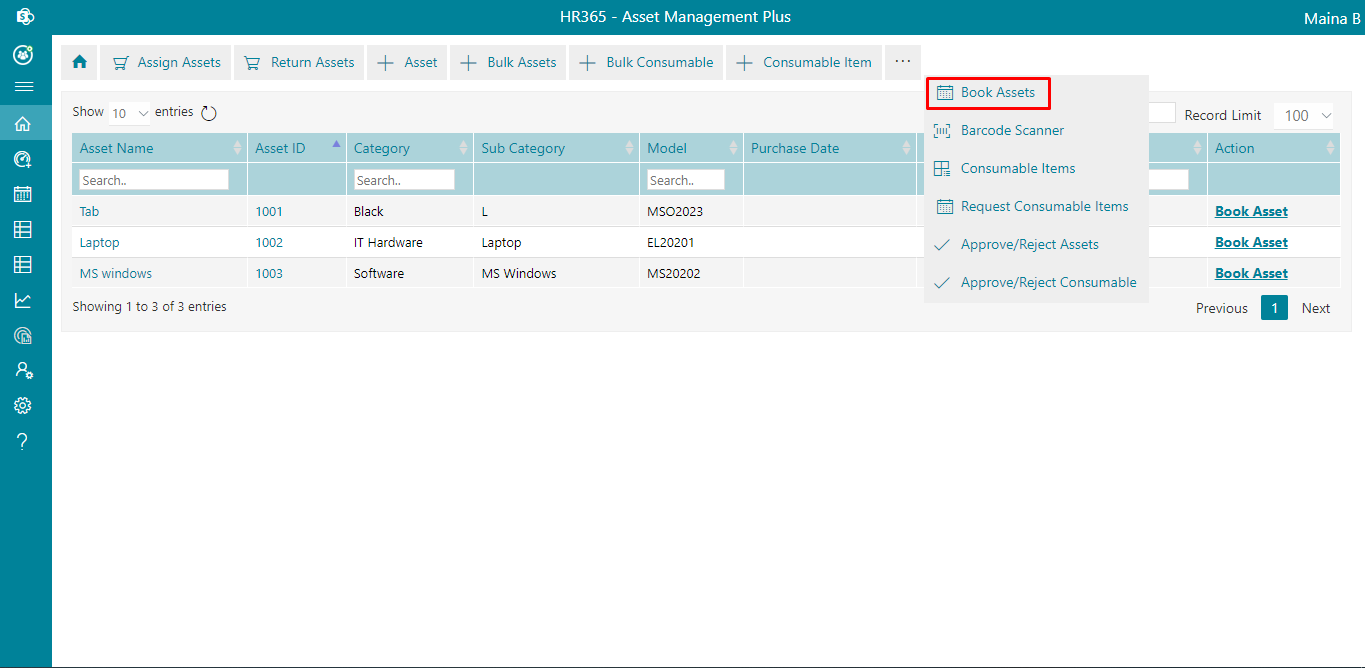 HR365 - Asset Management Plus
Maina B
Assign Assets
Return Assets
Asset
Bulk Assets
Bulk Consumable
Consumable Item
...
Book Assets
Barcode Scanner
Consumable Items
Request Consumable Items
Approve/Reject Assets
Approve/Reject Consumable
Show 10 entries
Record Limit 100
Asset Name Asset ID Category Sub Category Model Purchase Date Action
Search.. Search.. Search..
Tab 1001 Black L MSO2023 Book Asset
Laptop 1002 IT Hardware Laptop EL20201 Book Asset
MS windows 1003 Software MS Windows MS20202 Book Asset
Showing 1 to 3 of 3 entries
Previous 1 Next